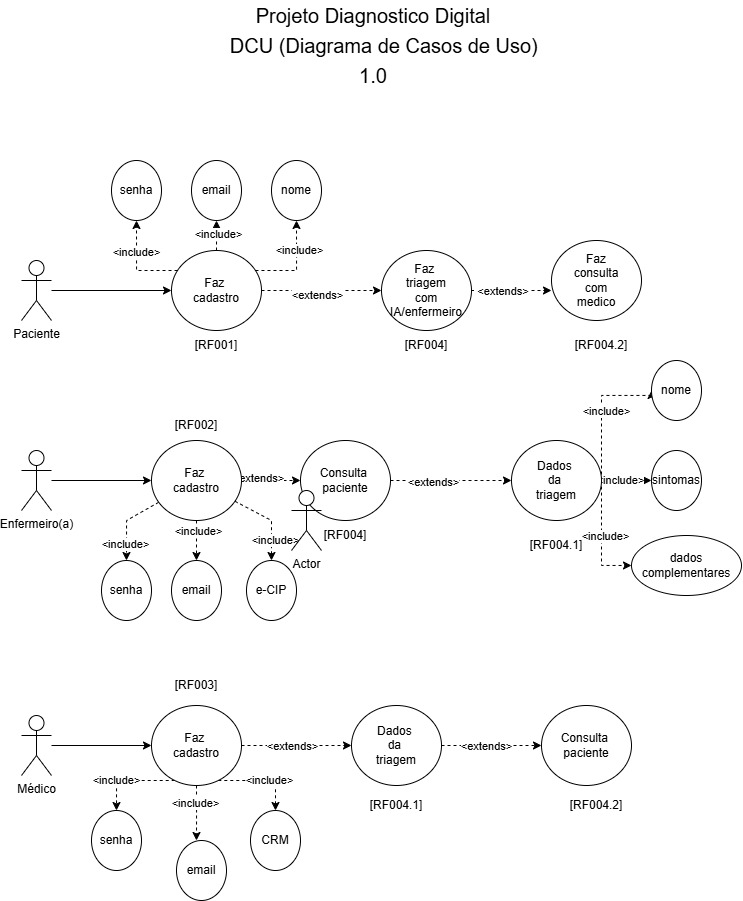 Projeto Diagnostico Digital
DCU (Diagrama de Casos de Uso)
1.0
senha
email
nome
<include>
<include>
<include>
Faz
cadastro
<extends>
Faz
triagem
com
IA/enfermeiro
<extends>
Faz
consulta
com
medico
Paciente
[RF001]
[RF004]
[RF004.2]
nome
<include>
[RF002]
Faz
cadastro
extends>
Consulta
paciente
<extends>
Dados
da
triagem
include>
sintomas
Enfermeiro(a)
<include>
<include>
<include>
[RF004]
[RF004.1]
<include>
Actor
dados
complementares
senha
email
e-CIP
[RF003]
Faz
cadastro
<extends>
Dados
da
triagem
<extends>
Consulta
paciente
Médico
<include>
<include>
<include>
[RF004.1]
[RF004.2]
senha
email
CRM